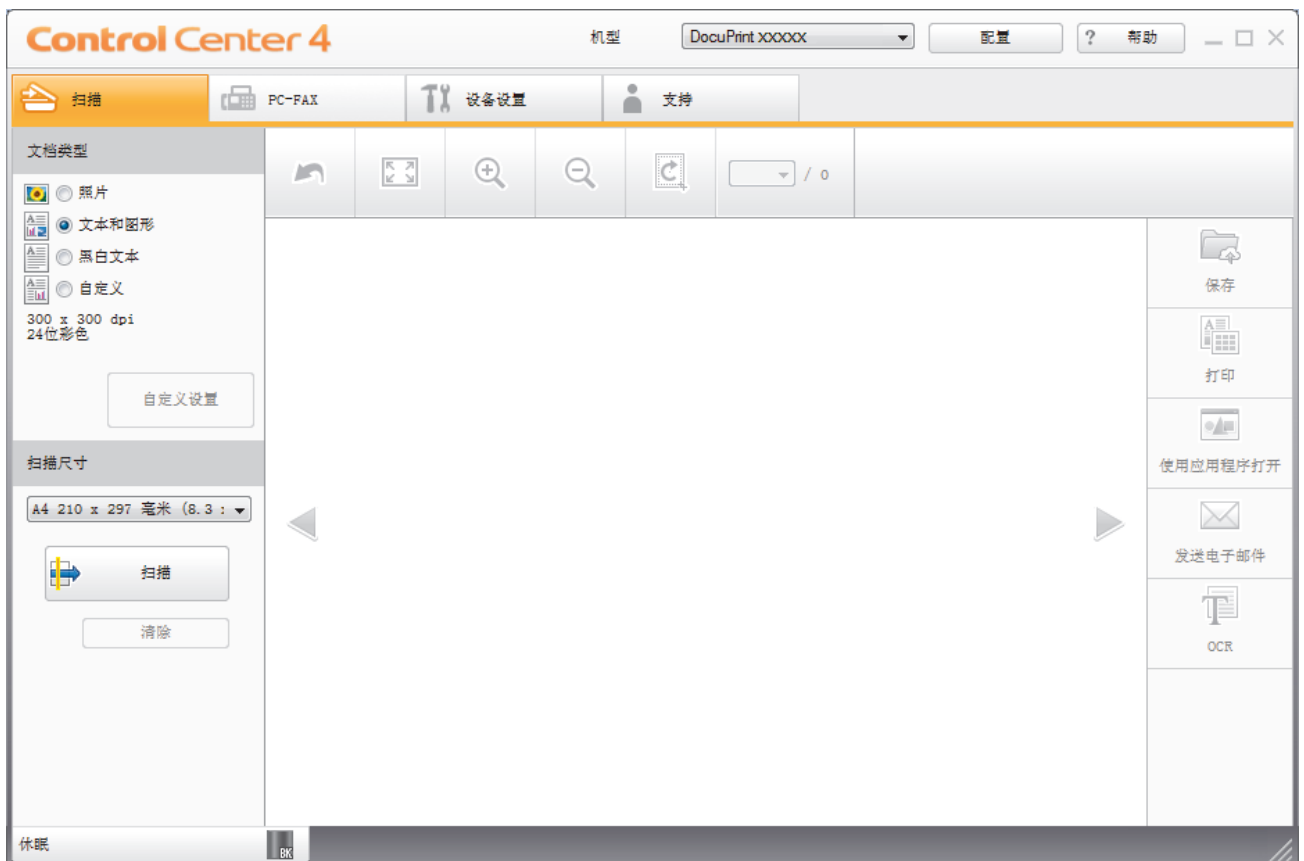 Control Center 4
机型
DocuPrint XXXXX
配置
? 帮助
扫描
PC-FAX
设备设置
支持
文档类型
照片
文本和图形
黑白文本
自定义
300 x 300 dpi
24位彩色
自定义设置
扫描尺寸
A4 210 x 297 毫米 (8.3 :
扫描
清除
/ 0
保存
打印
使用应用程序打开
发送电子邮件
OCR
休眠
BK